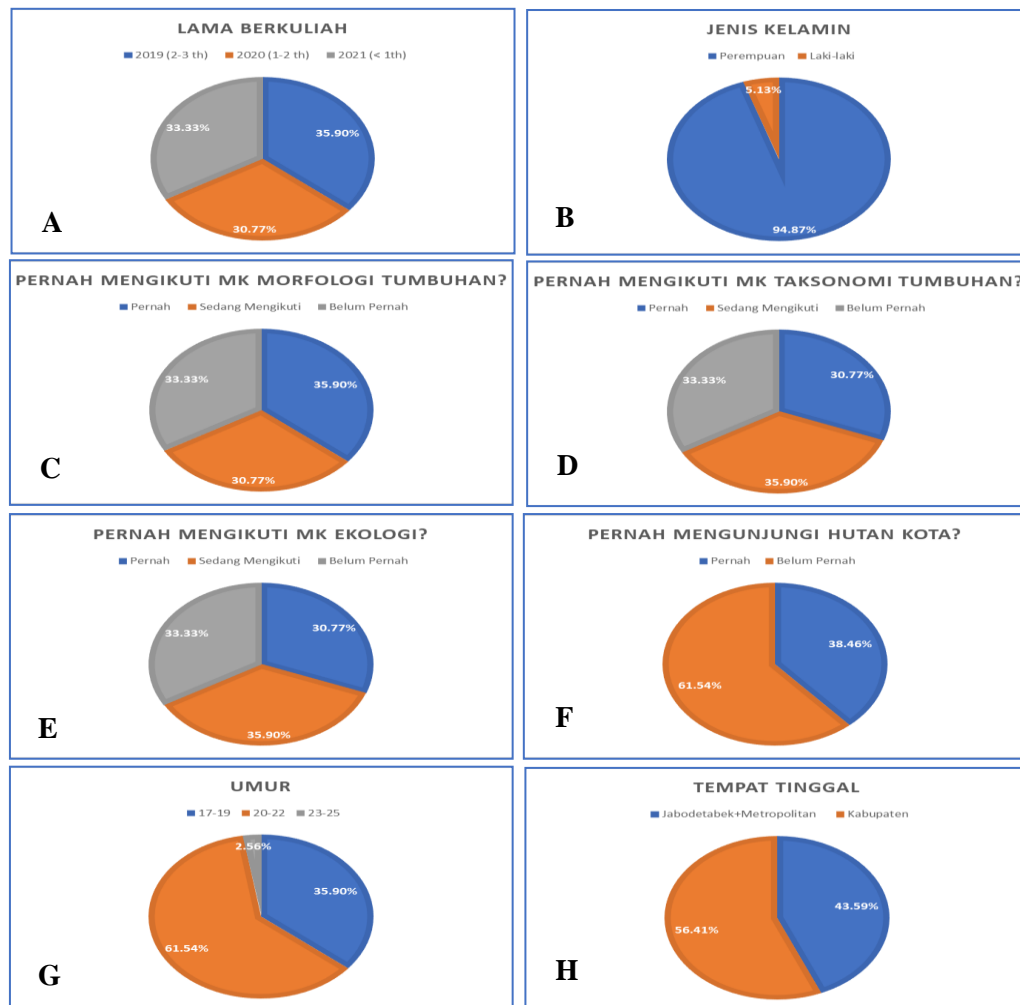 LAMA BERKULIAH
2019 (2-3 th) 2020 (1-2 th) 2021 (< 1th)
33.33%
35.90%
30.77%
A
JENIS KELAMIN
Perempuan Laki-laki
5.13%
94.87%
B
PERNAH MENGIKUTI MK MORFOLOGI TUMBUHAN?
Pernah Sedang Mengikuti Belum Pernah
33.33%
35.90%
30.77%
C
PERNAH MENGIKUTI MK TAKSONOMI TUMBUHAN?
Pernah Sedang Mengikuti Belum Pernah
33.33%
30.77%
35.90%
D
PERNAH MENGIKUTI MK EKOLOGI?
Pernah Sedang Mengikuti Belum Pernah
33.33%
30.77%
35.90%
E
PERNAH MENGUNJUNGI HUTAN KOTA?
Pernah Belum Pernah
38.46%
61.54%
F
UMUR
17-19 20-22 23-25
2.56%
35.90%
61.54%
G
TEMPAT TINGGAL
Jabodetabek+Metropolitan Kabupaten
43.59%
56.41%
H